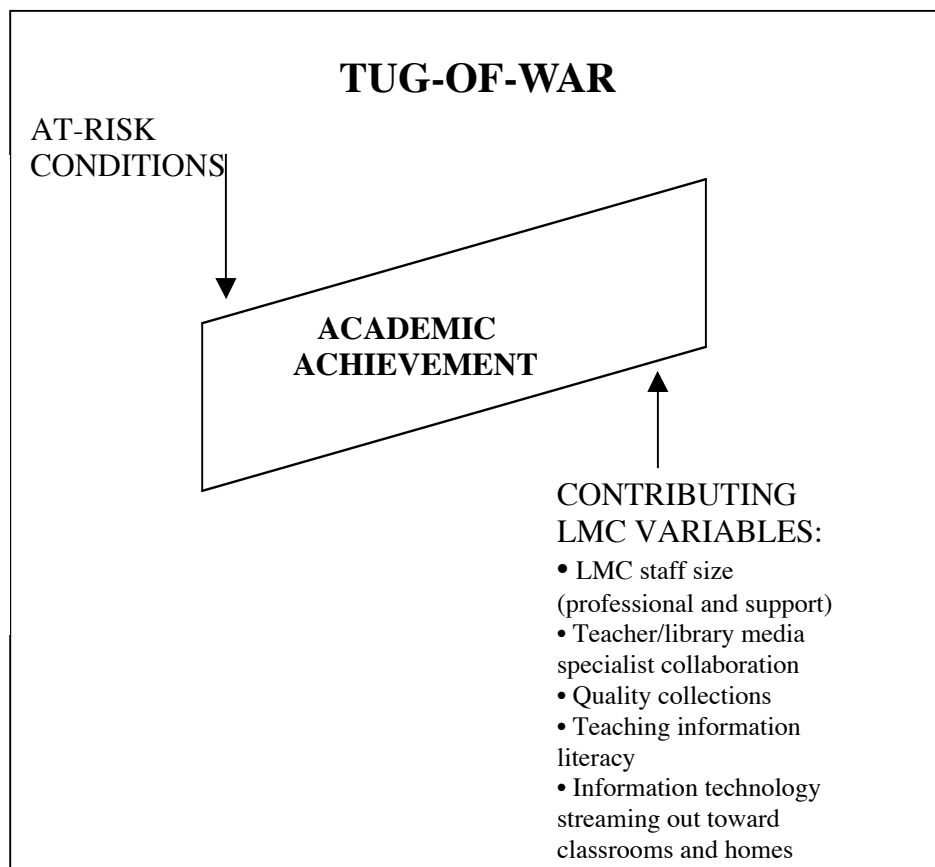 TUG-OF-WAR
AT-RISK
CONDITIONS
ACADEMIC
ACHIEVEMENT
CONTRIBUTING
LMC VARIABLES:
• LMC staff size
(professional and support)
• Teacher/library media
specialist collaboration
• Quality collections
• Teaching information
literacy
• Information technology
streaming out toward
classrooms and homes